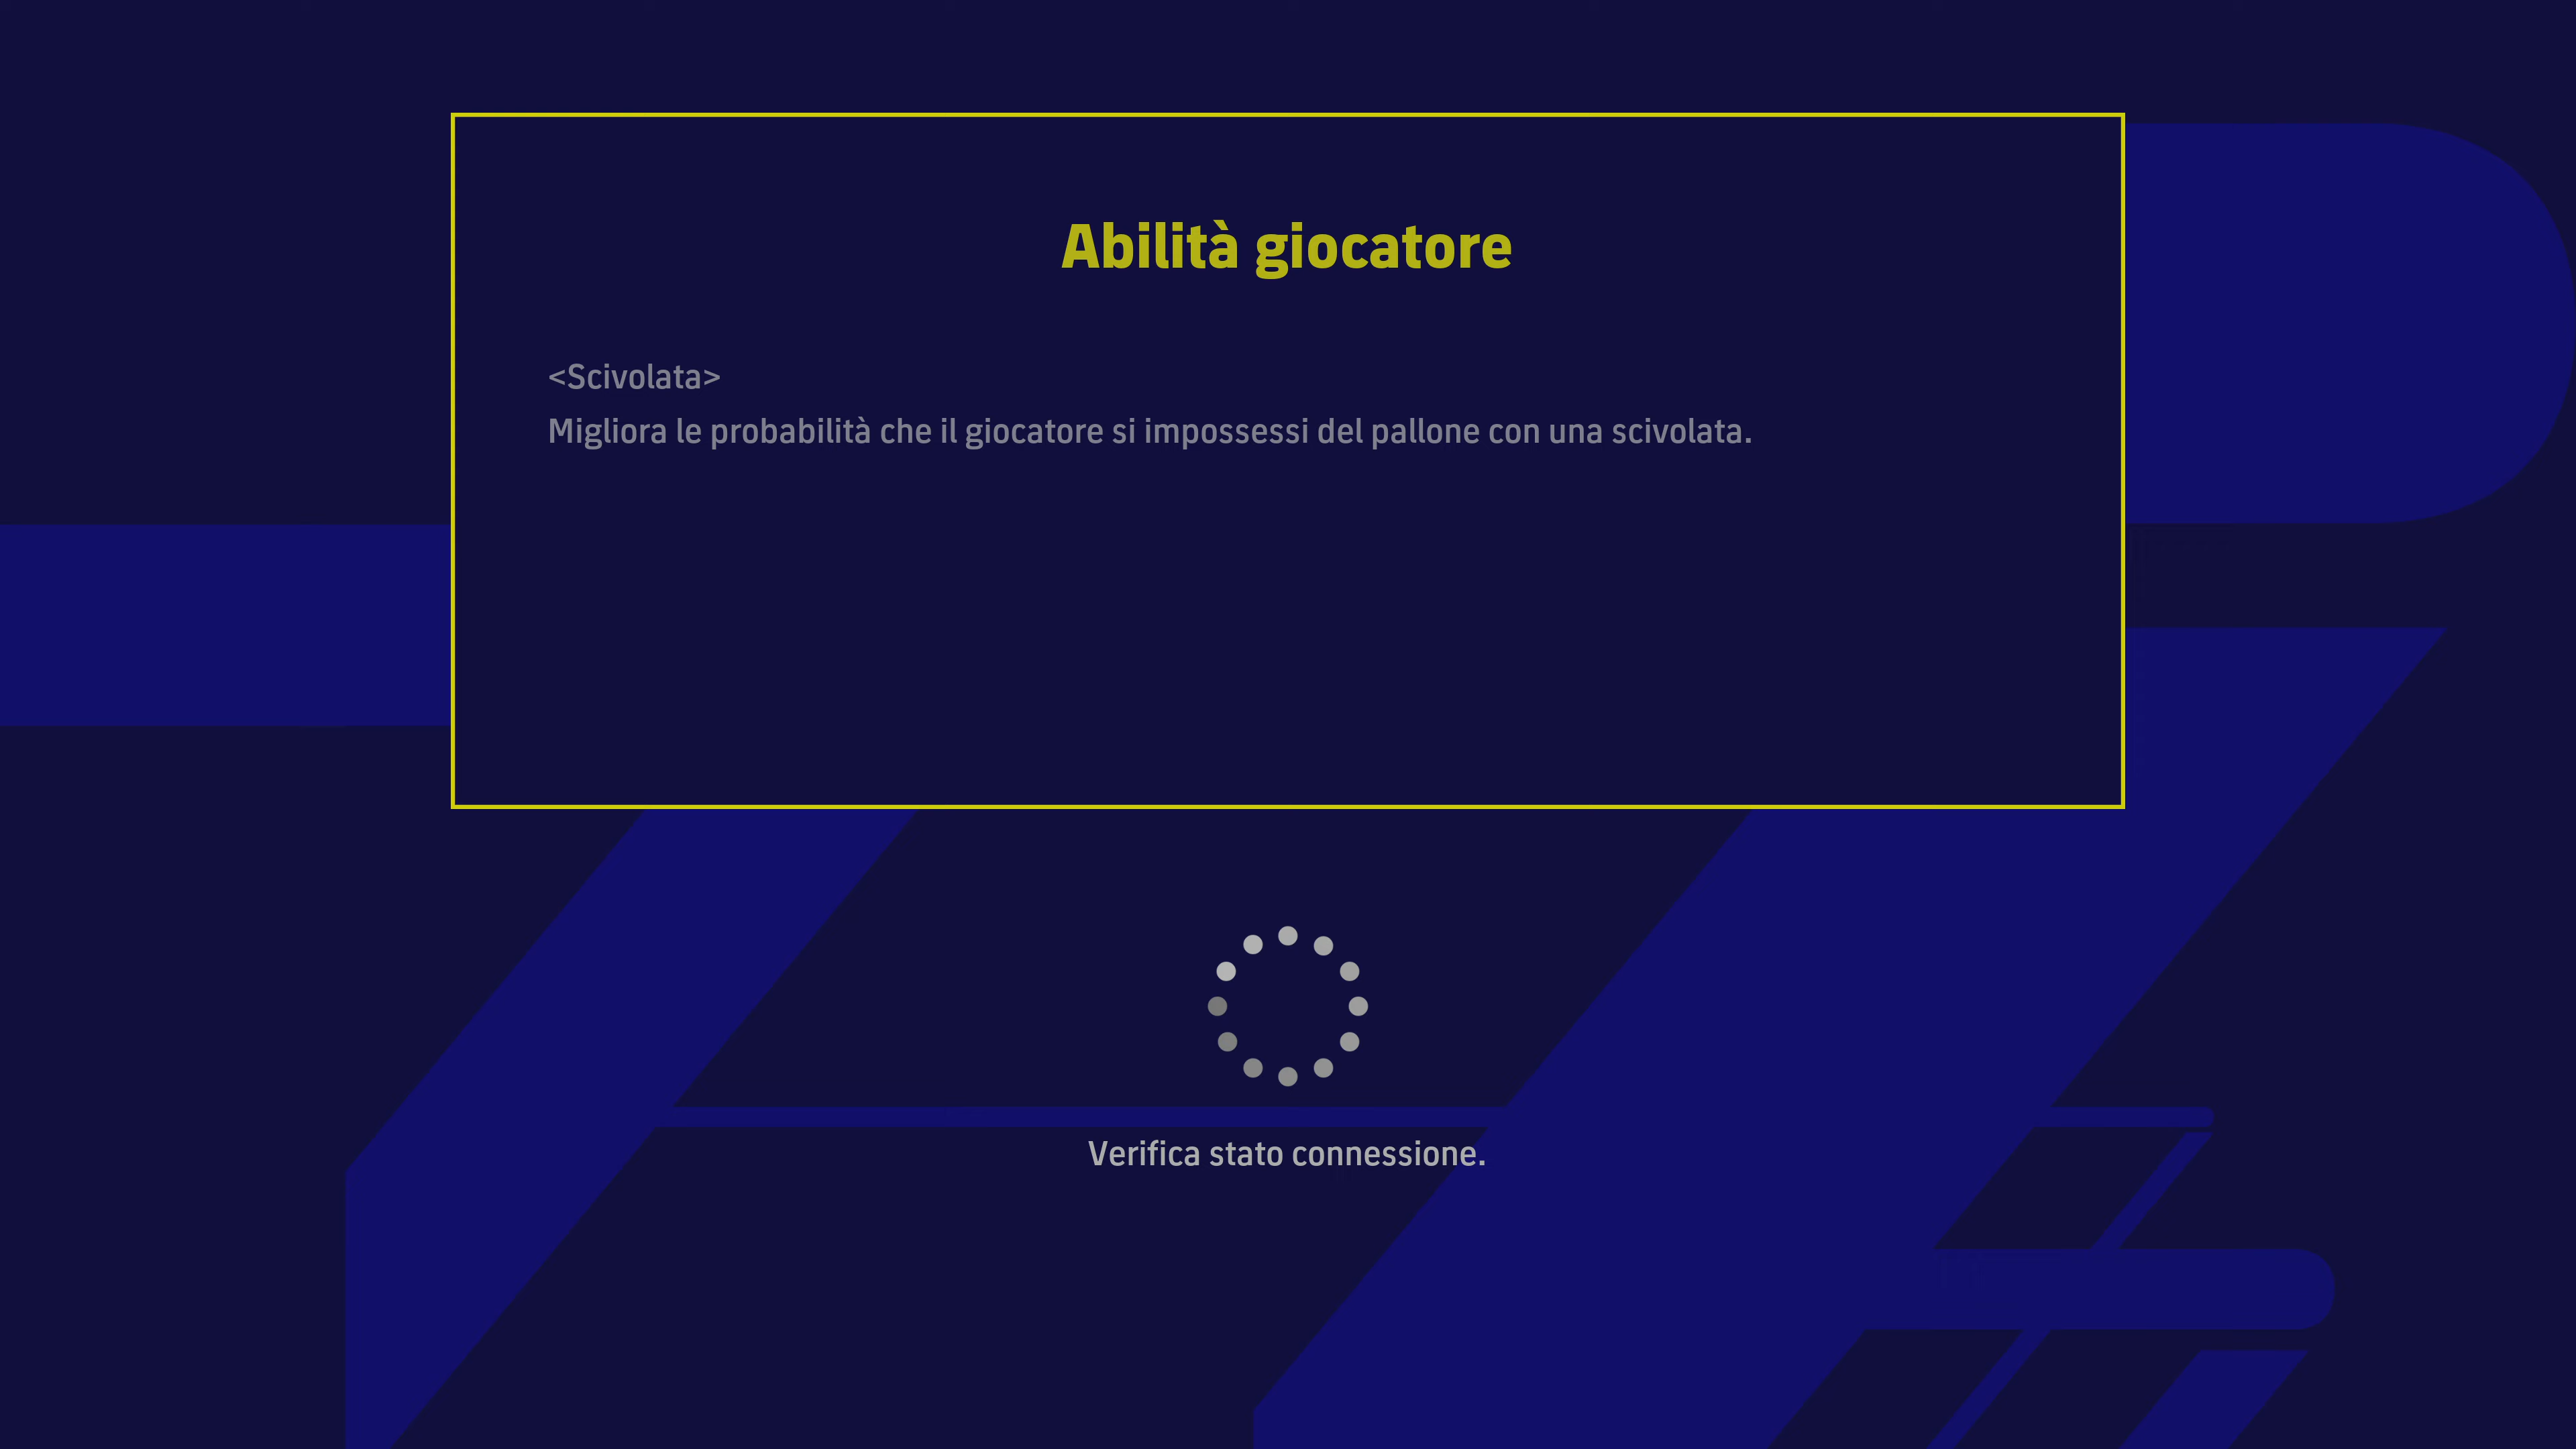 Abilità giocatore
<Scivolata>
Migliora le probabilità che il giocatore si impossessi del pallone con una scivolata.
Verifica stato connessione.